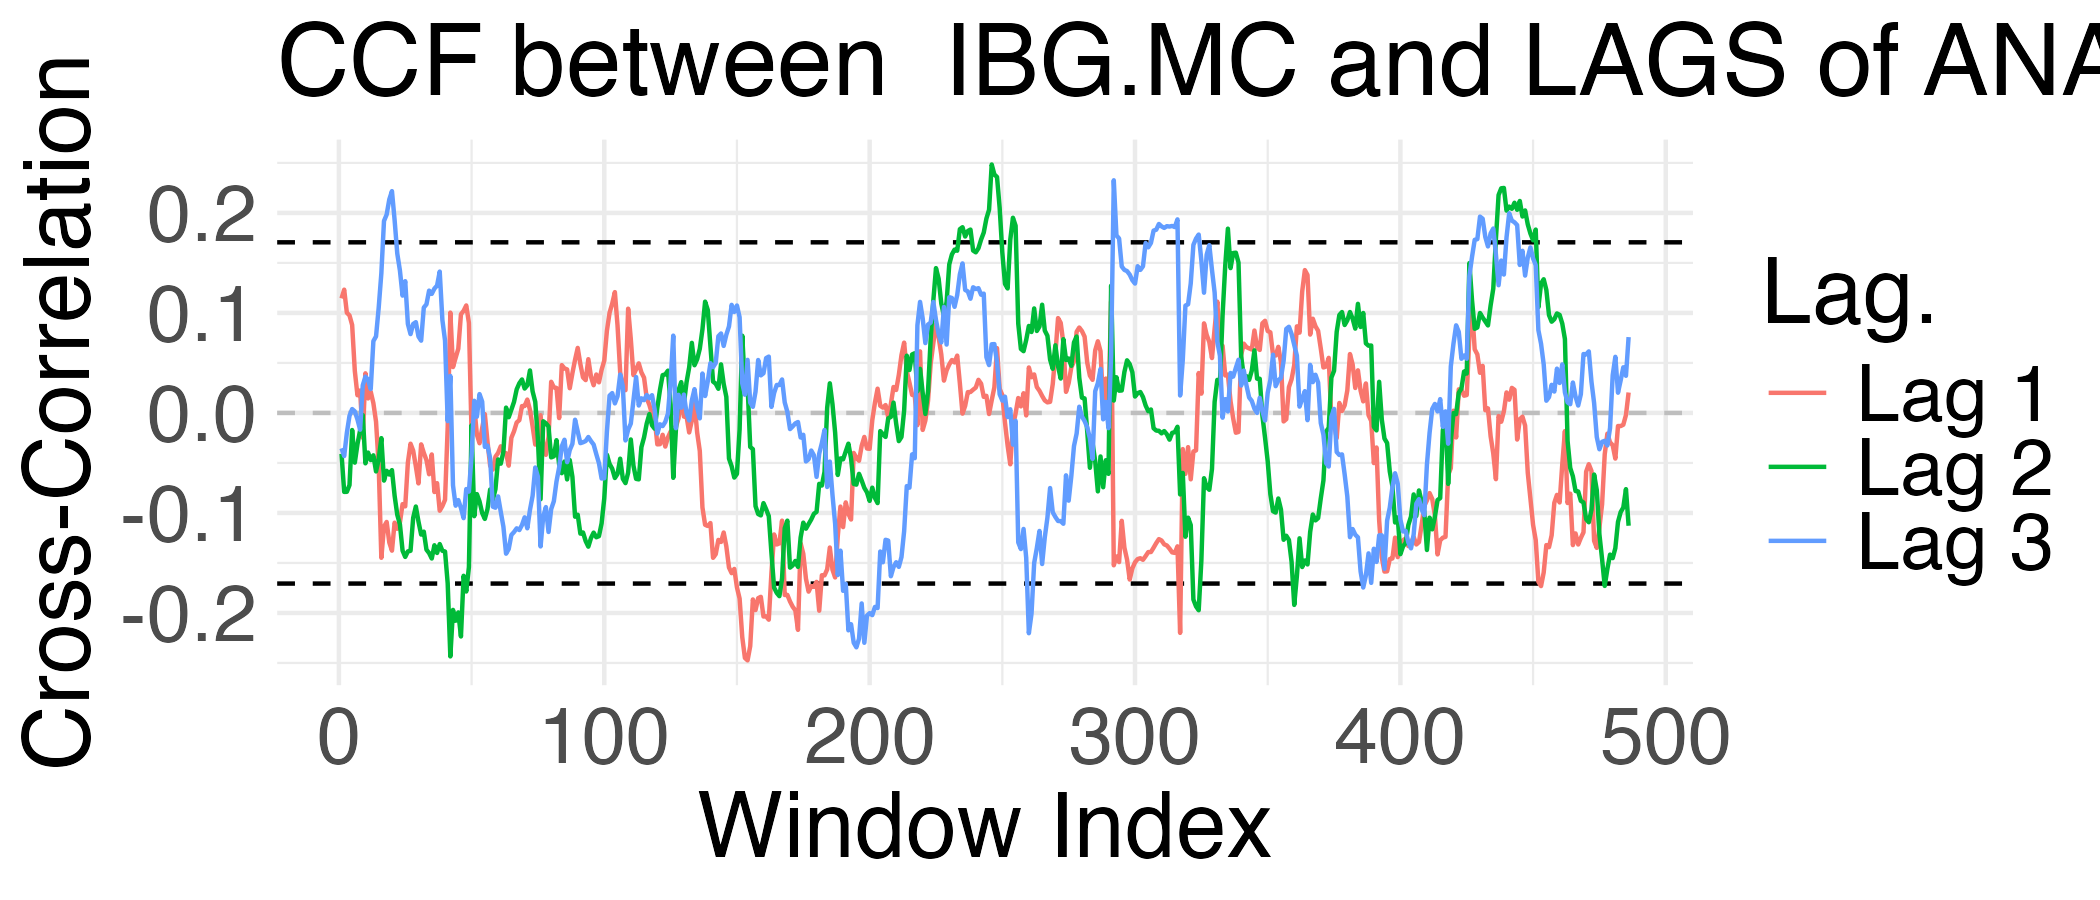 CCF between IBG.MC and LAGS of ANA
Cross-Correlation
0.2
0.1
0.0
-0.1
-0.2
0 100 200 300 400 500
Window Index
Lag.
Lag 1
Lag 2
Lag 3